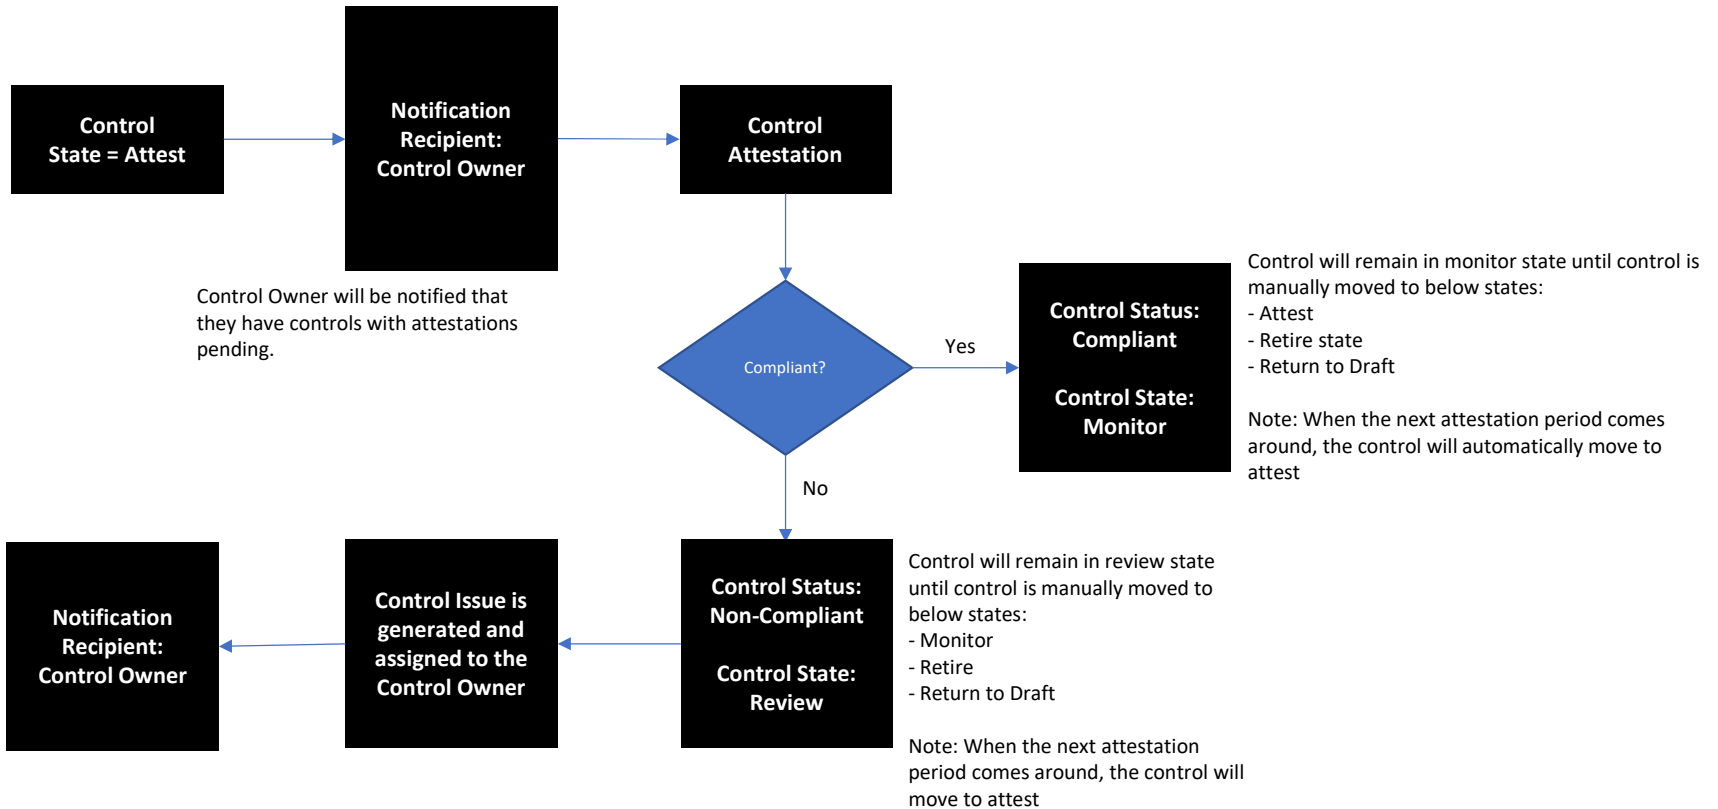 Control
State = Attest
Notification
Recipient:
Control Owner
Control
Attestation
Control Owner will be notified that
they have controls with attestations
pending.
Compliant?
Yes
Control Status:
Compliant
Control State:
Monitor
Control will remain in monitor state until control is
manually moved to below states:
- Attest
- Retire state
- Return to Draft
Note: When the next attestation period comes
around, the control will automatically move to
attest
No
Notification
Recipient:
Control Owner
Control Issue is
generated and
assigned to the
Control Owner
Control Status:
Non-Compliant
Control State:
Review
Control will remain in review state
until control is manually moved to
below states:
- Monitor
- Retire
- Return to Draft
Note: When the next attestation
period comes around, the control will
move to attest